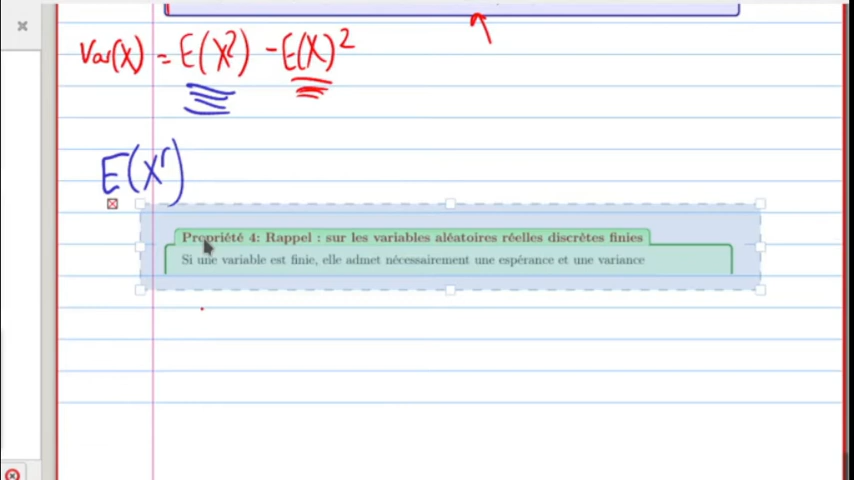 Var(X) = E(X²) - E(X)²
E(Xʳ)
Propriété 4: Rappel : sur les variables aléatoires réelles discrètes finies
Si une variable est finie, elle admet nécessairement une espérance et une variance